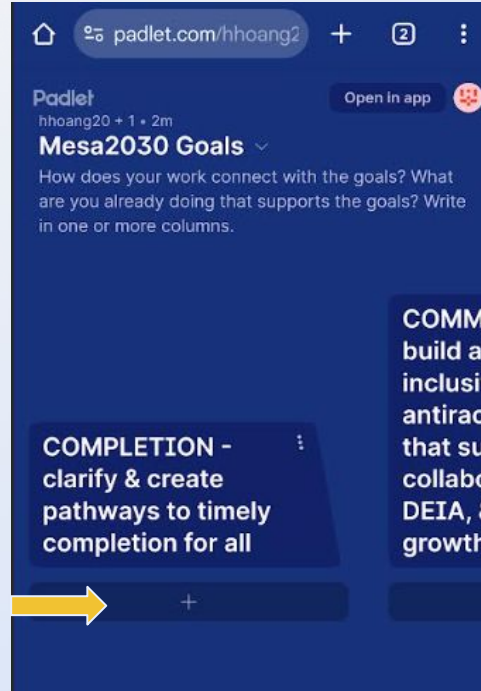 padlet.com/hhoang2
2
Padlet
Open in app
hhoang20 + 1 • 2m
Mesa2030 Goals
How does your work connect with the goals? What
are you already doing that supports the goals? Write
in one or more columns.
COMPLETION -
clarify & create
pathways to timely
completion for all
+
COMM
build a
inclusi
antirac
that su
collabo
DEIA,
growth